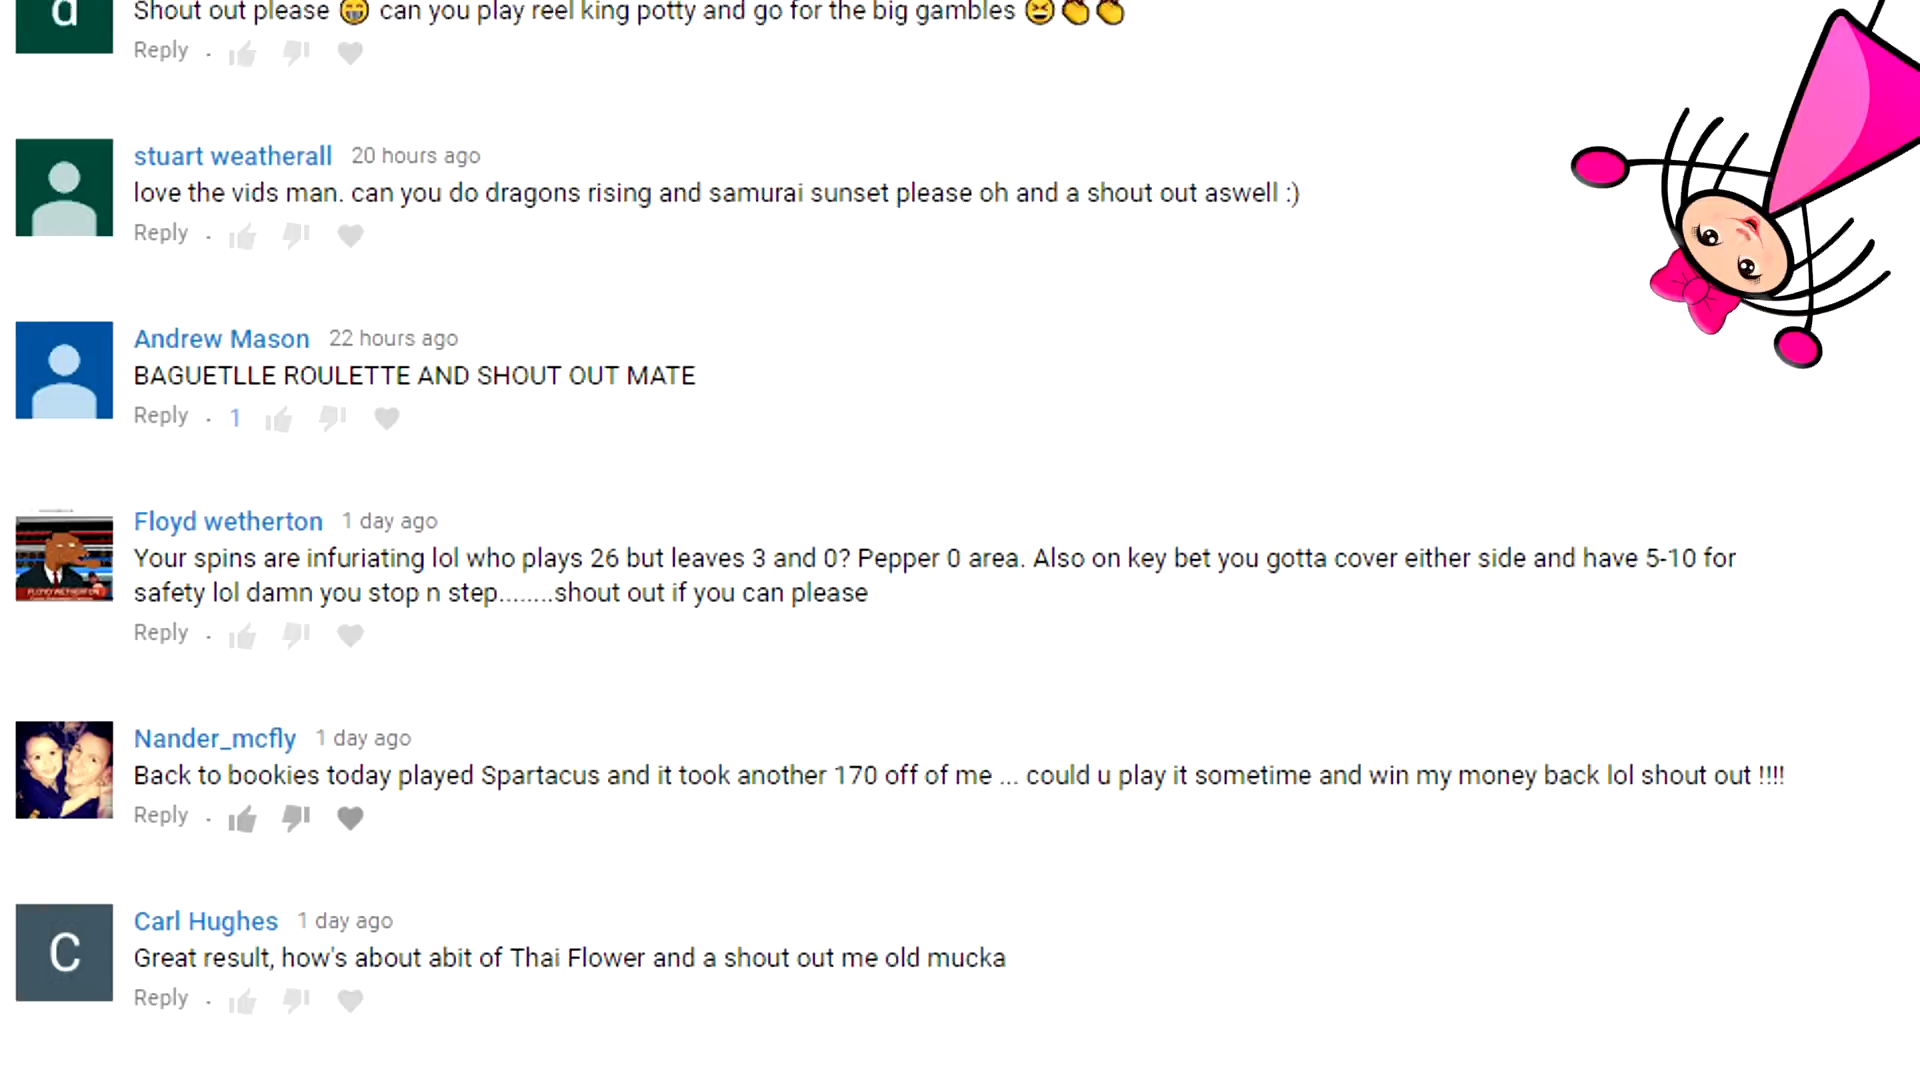 d
Shout out please 😁 can you play reel king potty and go for the big gambles 😆👏👏
Reply .
stuart weatherall 20 hours ago
love the vids man. can you do dragons rising and samurai sunset please oh and a shout out aswell :)
Reply .
Andrew Mason 22 hours ago
BAGUETLLE ROULETTE AND SHOUT OUT MATE
Reply . 1
Floyd wetherton 1 day ago
Your spins are infuriating lol who plays 26 but leaves 3 and 0? Pepper 0 area. Also on key bet you gotta cover either side and have 5-10 for
safety lol damn you stop n step........shout out if you can please
Reply .
Nander_mcfly 1 day ago
Back to bookies today played Spartacus and it took another 170 off of me ... could u play it sometime and win my money back lol shout out !!!!
Reply .
C
Carl Hughes 1 day ago
Great result, how's about abit of Thai Flower and a shout out me old mucka
Reply .